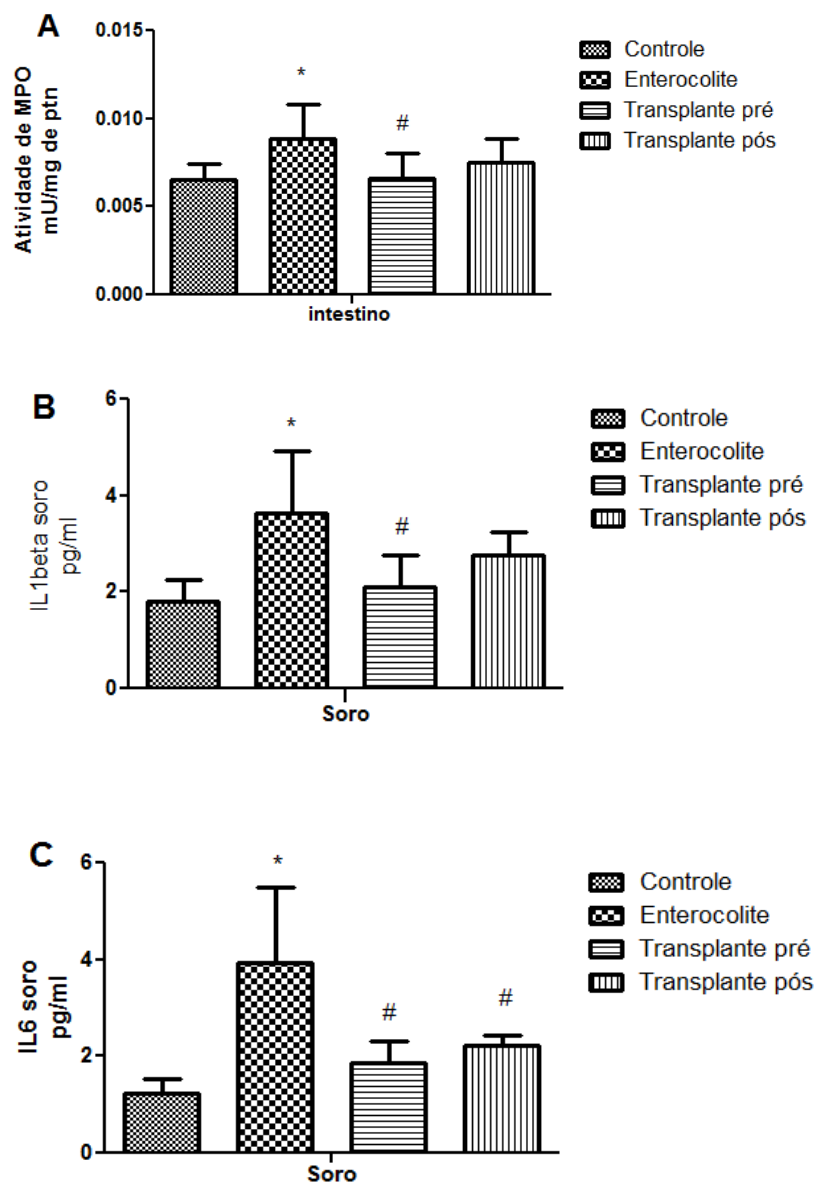 A
Atividade de MPO
mU/mg de ptn
0.015
0.010
0.005
0.000
*
#
intestino
Controle
Enterocolite
Transplante pré
Transplante pós
B
IL1beta soro
pg/ml
6
4
2
0
*
#
Soro
Controle
Enterocolite
Transplante pré
Transplante pós
C
IL6 soro
pg/ml
6
4
2
0
*
#
#
Soro
Controle
Enterocolite
Transplante pré
Transplante pós